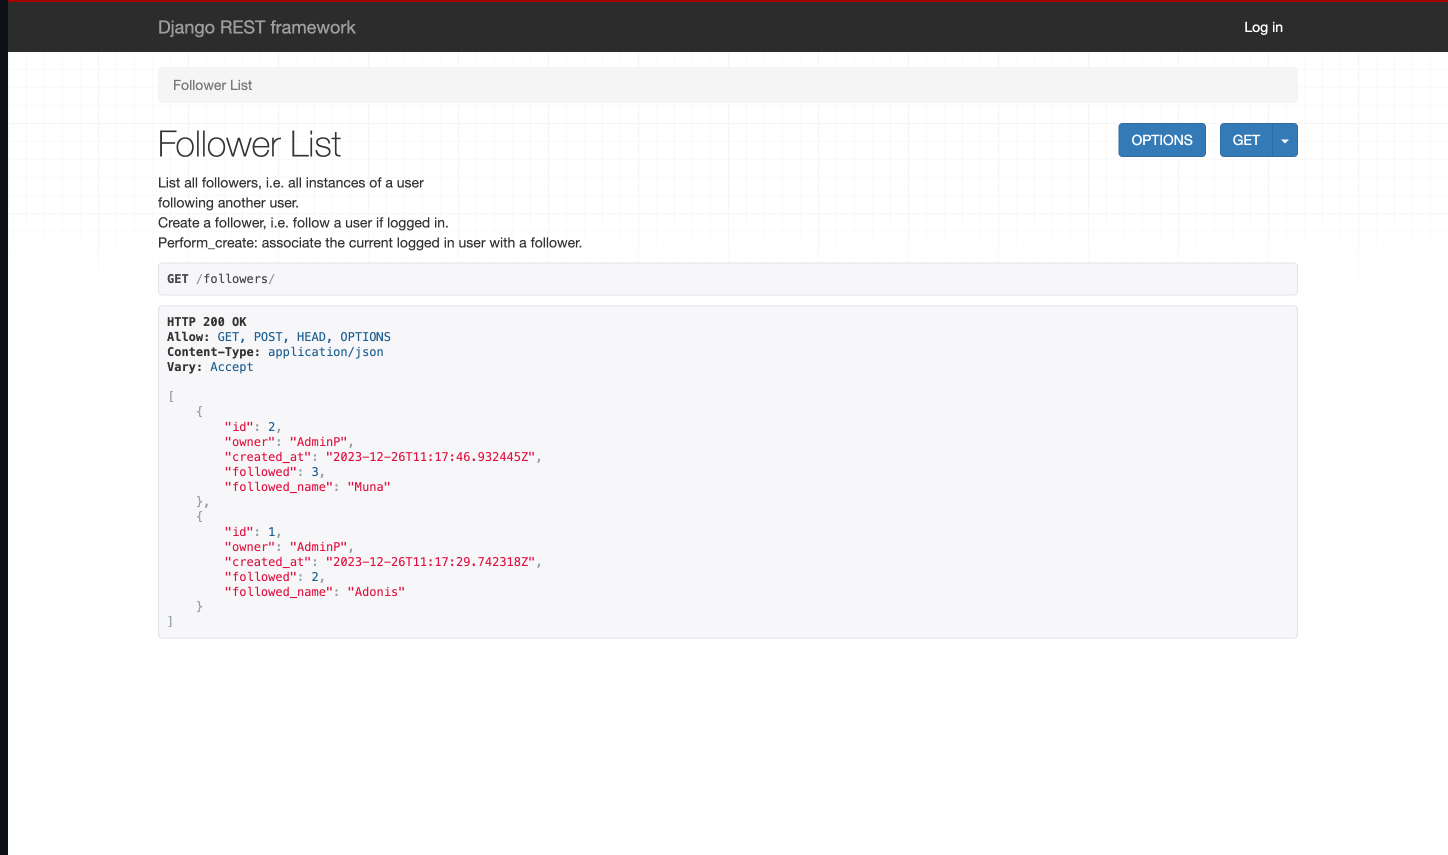 Django REST framework
Log in
Follower List
Follower List
OPTIONS
GET
List all followers, i.e. all instances of a user
following another user.
Create a follower, i.e. follow a user if logged in.
Perform_create: associate the current logged in user with a follower.
GET /followers/
HTTP 200 OK
Allow: GET, POST, HEAD, OPTIONS
Content-Type: application/json
Vary: Accept
[
    {
        "id": 2,
        "owner": "AdminP",
        "created_at": "2023-12-26T11:17:46.932445Z",
        "followed": 3,
        "followed_name": "Muna"
    },
    {
        "id": 1,
        "owner": "AdminP",
        "created_at": "2023-12-26T11:17:29.742318Z",
        "followed": 2,
        "followed_name": "Adonis"
    }
]